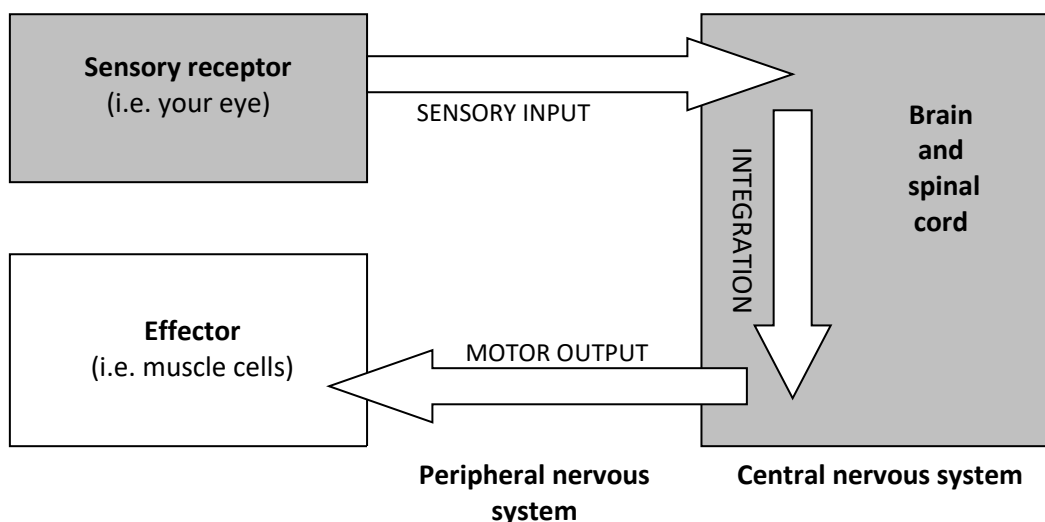 Sensory receptor
(i.e. your eye)
SENSORY INPUT
Brain
and
spinal
cord
INTEGRATION
Effector
(i.e. muscle cells)
MOTOR OUTPUT
Peripheral nervous
system
Central nervous system